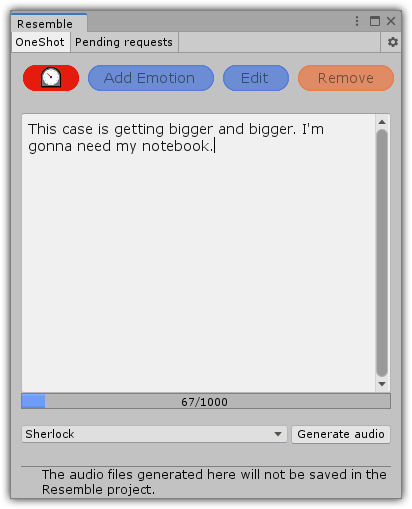 Resemble
OneShot Pending requests
Add Emotion Edit Remove
This case is getting bigger and bigger. I'm
gonna need my notebook.
67/1000
Sherlock Generate audio
The audio files generated here will not be saved in the
Resemble project.